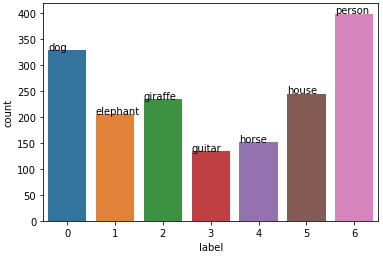 400
350
300
250
200
150
100
50
0
count
dog
elephant
giraffe
guitar
horse
house
person
0 1 2 3 4 5 6
label